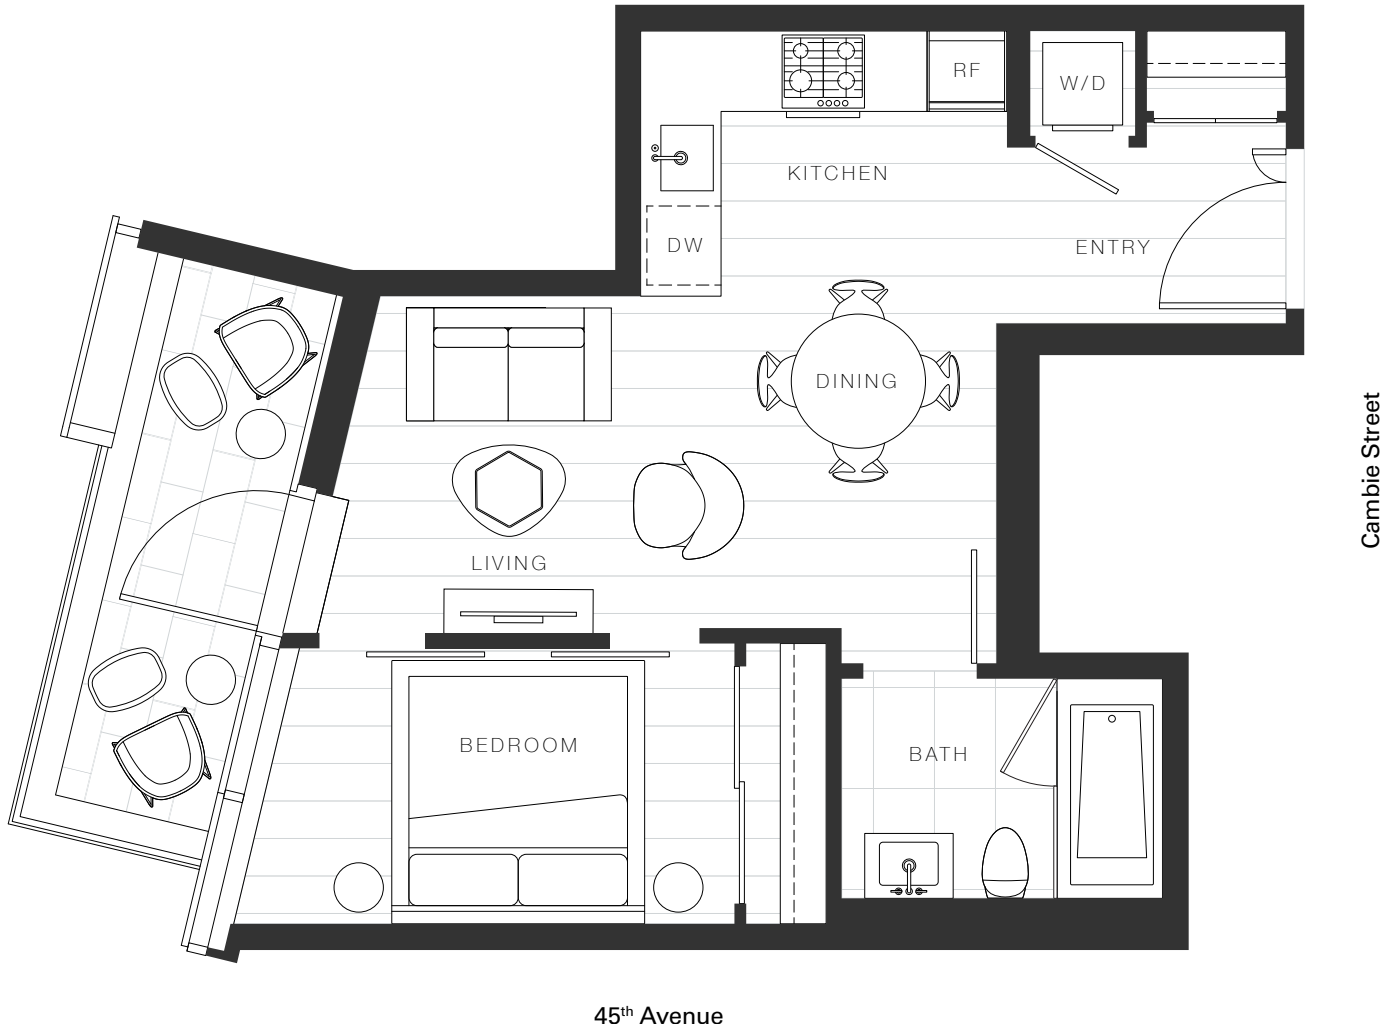 RF
W/D
KITCHEN
DW
ENTRY
DINING
LIVING
BEDROOM
BATH
Cambie Street
45th Avenue